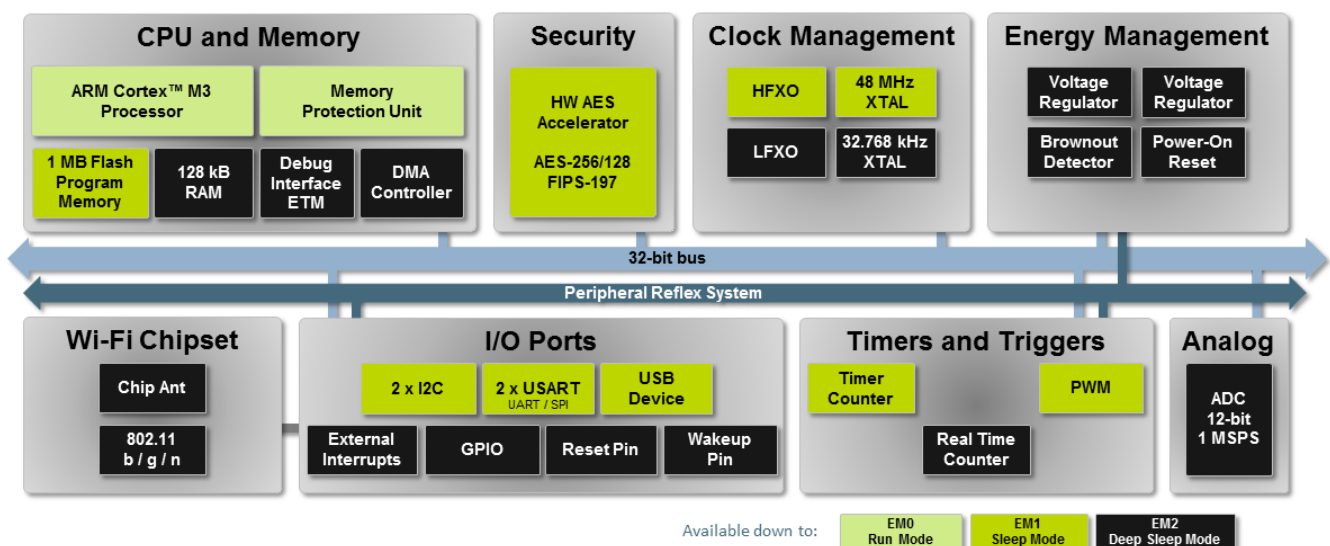 CPU and Memory
ARM Cortex™ M3
Processor
Memory
Protection Unit
1 MB Flash
Program
Memory
128 kB
RAM
Debug
Interface
ETM
DMA
Controller
Security
HW AES
Accelerator
AES-256/128
FIPS-197
Clock Management
HFXO
48 MHz
XTAL
LFXO
32.768 kHz
XTAL
Energy Management
Voltage
Regulator
Voltage
Regulator
Brownout
Detector
Power-On
Reset
32-bit bus
Peripheral Reflex System
Wi-Fi Chipset
Chip Ant
802.11
b / g / n
I/O Ports
2 x I2C
2 x USART
UART / SPI
USB
Device
External
Interrupts
GPIO
Reset Pin
Wakeup
Pin
Timers and Triggers
Timer
Counter
PWM
Real Time
Counter
Analog
ADC
12-bit
1 MSPS
Available down to:
EM0
Run Mode
EM1
Sleep Mode
EM2
Deep Sleep Mode